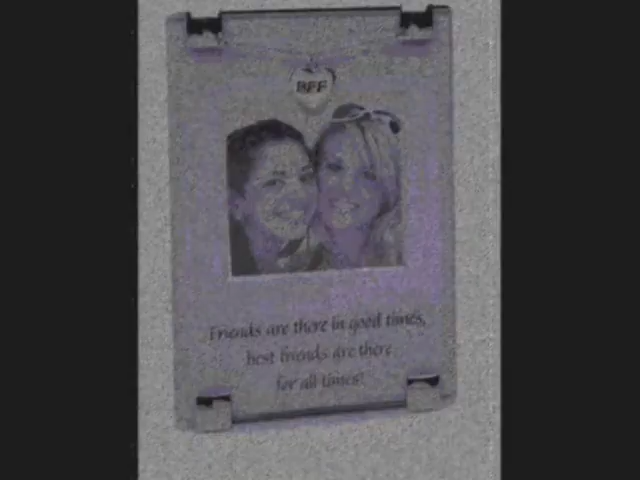 BFF
Friends are there in good times,
best friends are there
for all times!